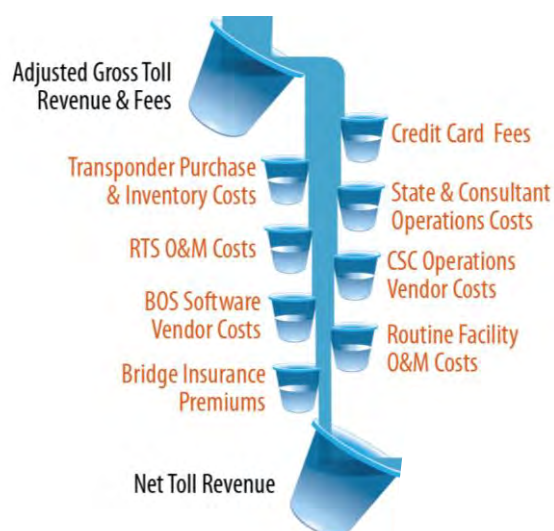 Adjusted Gross Toll
Revenue & Fees
Credit Card Fees
Transponder Purchase
& Inventory Costs
State & Consultant
Operations Costs
RTS O&M Costs
CSC Operations
Vendor Costs
BOS Software
Vendor Costs
Routine Facility
O&M Costs
Bridge Insurance
Premiums
Net Toll Revenue